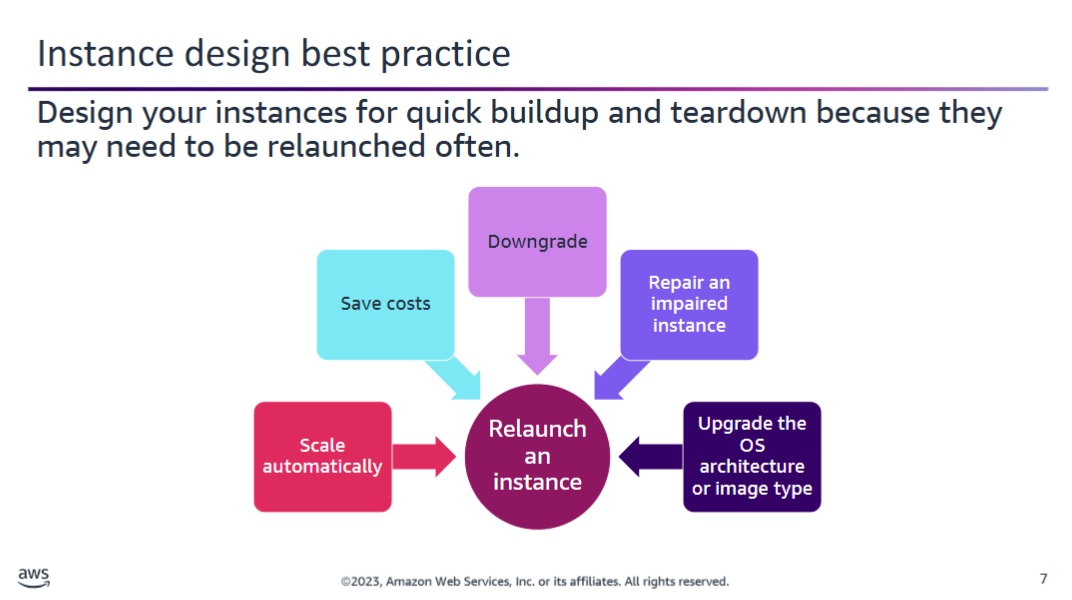 Instance design best practice
Design your instances for quick buildup and teardown because they
may need to be relaunched often.
Downgrade
Save costs
Repair an
impaired
instance
Scale
automatically
Relaunch
an
instance
Upgrade the
OS
architecture
or image type
aws
©2023, Amazon Web Services, Inc. or its affiliates. All rights reserved.
7